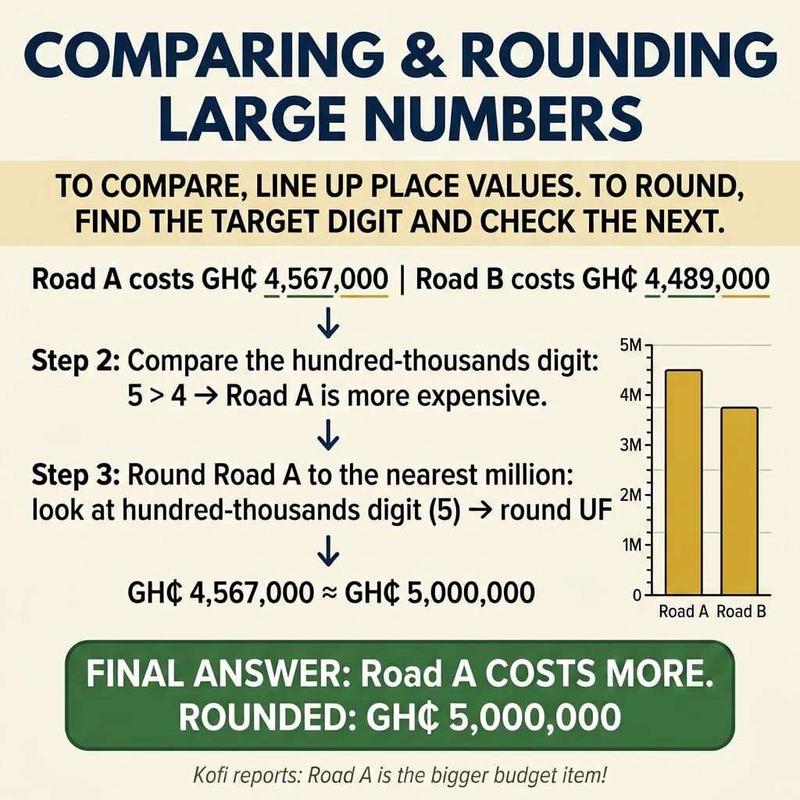 COMPARING & ROUNDING
LARGE NUMBERS
TO COMPARE, LINE UP PLACE VALUES. TO ROUND,
FIND THE TARGET DIGIT AND CHECK THE NEXT.
Road A costs GH₵ 4,567,000 | Road B costs GH₵ 4,489,000
↓
Step 2: Compare the hundred-thousands digit:
5 > 4 → Road A is more expensive.
↓
Step 3: Round Road A to the nearest million:
look at hundred-thousands digit (5) → round UF
↓
GH₵ 4,567,000 ≈ GH₵ 5,000,000
5M
4M
3M
2M
1M
0
Road A Road B
FINAL ANSWER: Road A COSTS MORE.
ROUNDED: GH₵ 5,000,000
Kofi reports: Road A is the bigger budget item!